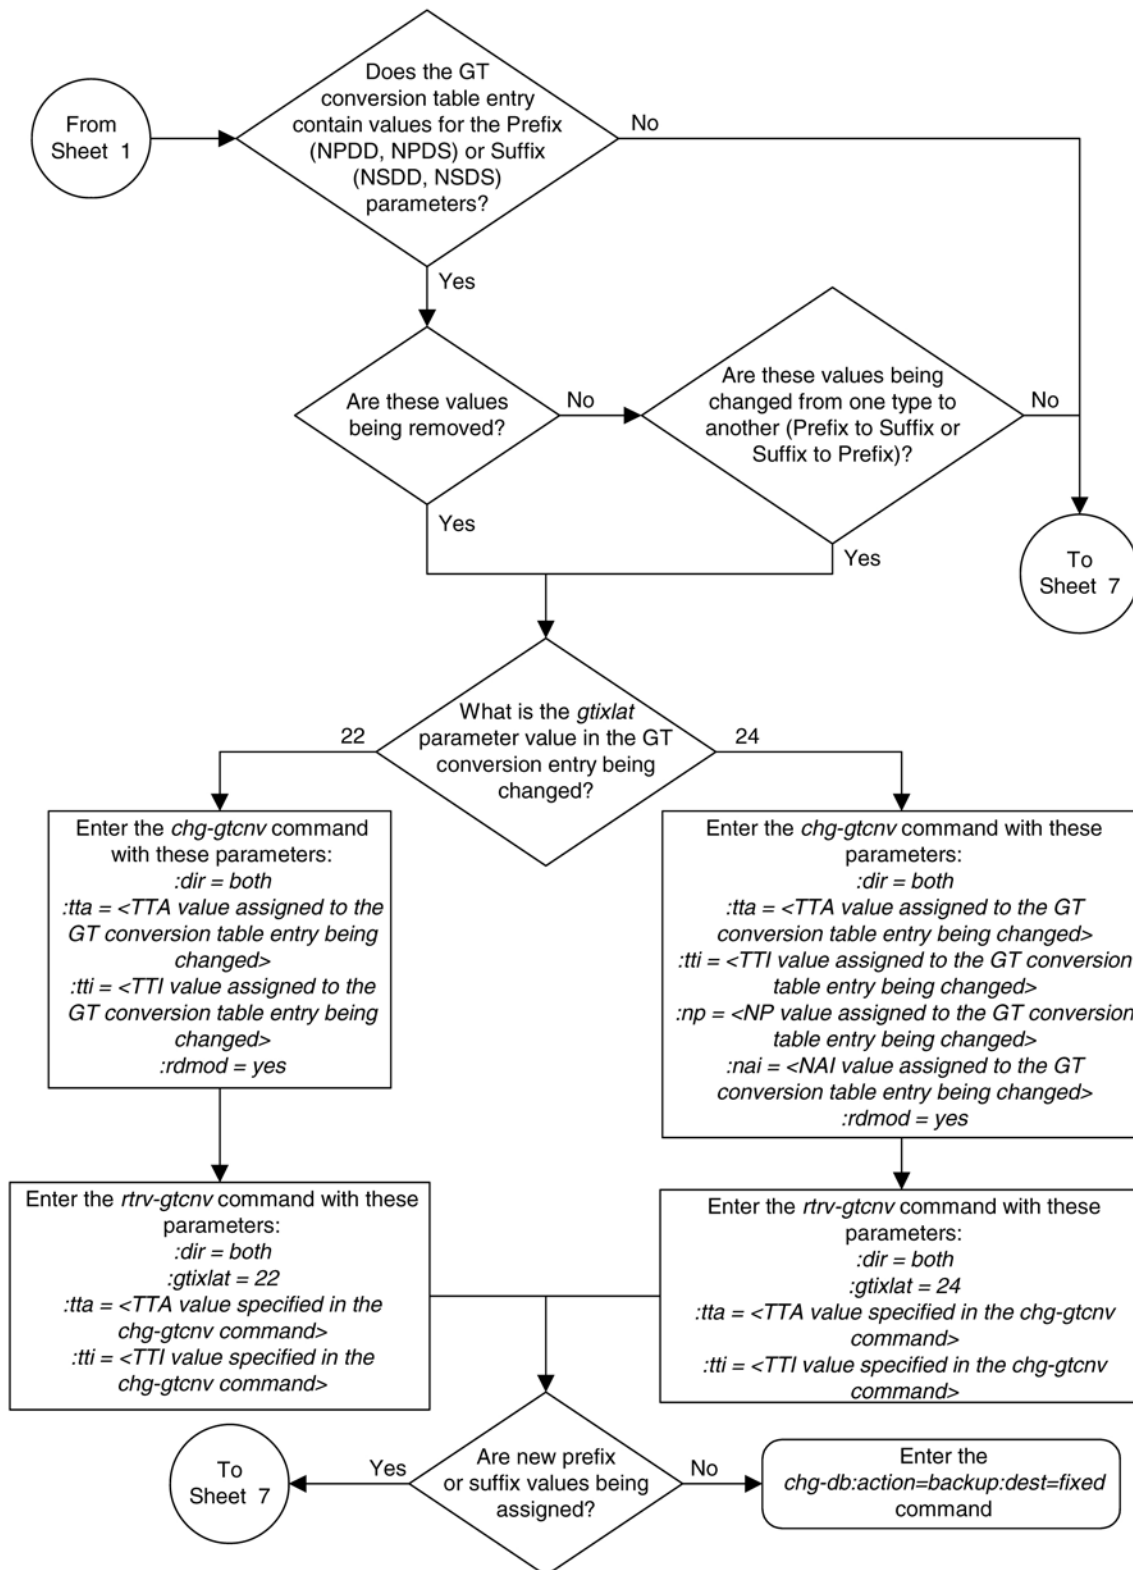 From
Sheet 1
Does the GT
conversion table entry
contain values for the Prefix
(NPDD, NPDS) or Suffix
(NSDD, NSDS)
parameters?
No
Yes
Are these values
being removed?
No
Are these values being
changed from one type to
another (Prefix to Suffix or
Suffix to Prefix)?
No
Yes
Yes
To
Sheet 7
What is the gtixlat
parameter value in the GT
conversion entry being
changed?
22
24
Enter the chg-gtcnv command
with these parameters:
:dir = both
:tta = <TTA value assigned to the
GT conversion table entry being
changed>
:tti = <TTI value assigned to the
GT conversion table entry being
changed>
:rdmod = yes
Enter the chg-gtcnv command with these
parameters:
:dir = both
:tta = <TTA value assigned to the GT
conversion table entry being changed>
:tti = <TTI value assigned to the GT conversion
table entry being changed>
:np = <NP value assigned to the GT conversion
table entry being changed>
:nai = <NAI value assigned to the GT
conversion table entry being changed>
:rdmod = yes
Enter the rtrv-gtcnv command with these
parameters:
:dir = both
:gtixlat = 22
:tta = <TTA value specified in the
chg-gtcnv command>
:tti = <TTI value specified in the
chg-gtcnv command>
Enter the rtrv-gtcnv command with these
parameters:
:dir = both
:gtixlat = 24
:tta = <TTA value specified in the chg-gtcnv
command>
:tti = <TTI value specified in the chg-gtcnv
command>
To
Sheet 7
Yes
Are new prefix
or suffix values being
assigned?
No
Enter the
chg-db:action=backup:dest=fixed
command